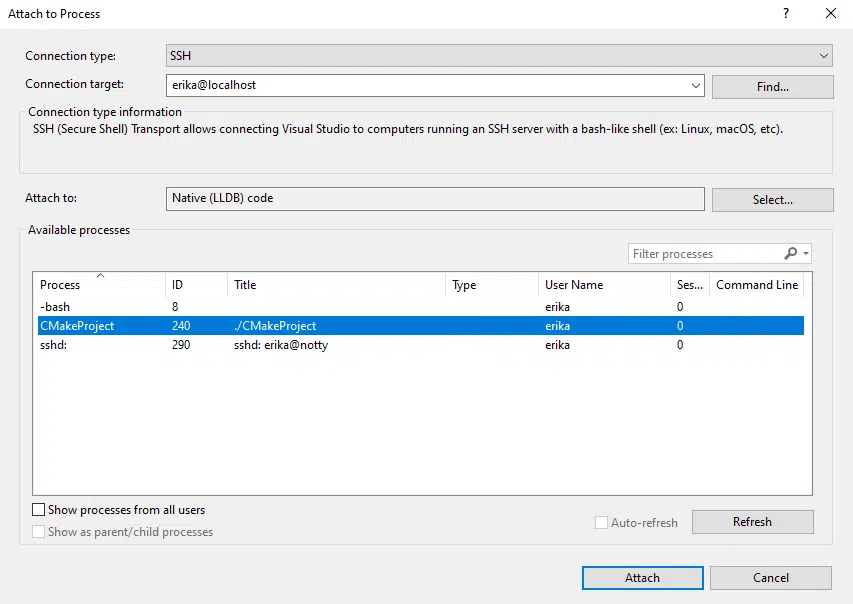 Attach to Process ?
Connection type: SSH
Connection target: erika@localhost Find...
Connection type information
SSH (Secure Shell) Transport allows connecting Visual Studio to computers running an SSH server with a bash-like shell (ex: Linux, macOS, etc).
Attach to: Native (LLDB) code Select...
Available processes
Filter processes
Process ID Title Type User Name Ses... Command Line
-bash 8 erika 0
CMakeProject 240 ./CMakeProject erika 0
sshd: 290 sshd: erika@notty erika 0
Show processes from all users
Show as parent/child processes
Auto-refresh Refresh
Attach Cancel